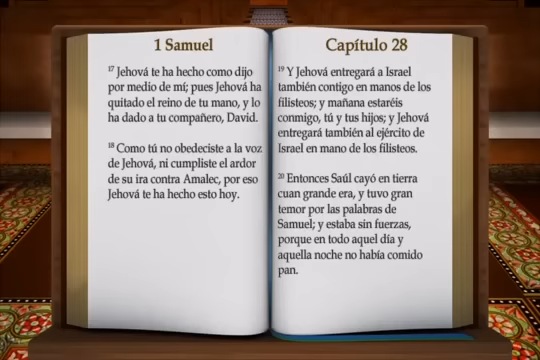 1 Samuel
17 Jehová te ha hecho como dijo
por medio de mí; pues Jehová ha
quitado el reino de tu mano, y lo
ha dado a tu compañero, David.
18 Como tú no obedeciste a la voz
de Jehová, ni cumpliste el ardor
de su ira contra Amalec, por eso
Jehová te ha hecho esto hoy.
Capítulo 28
19 Y Jehová entregará a Israel
también contigo en manos de los
filisteos; y mañana estaréis
conmigo, tú y tus hijos; y Jehová
entregará también al ejército de
Israel en mano de los filisteos.
20 Entonces Saúl cayó en tierra
cuan grande era, y tuvo gran
temor por las palabras de
Samuel; y estaba sin fuerzas,
porque en todo aquel día y
aquella noche no había comido
pan.